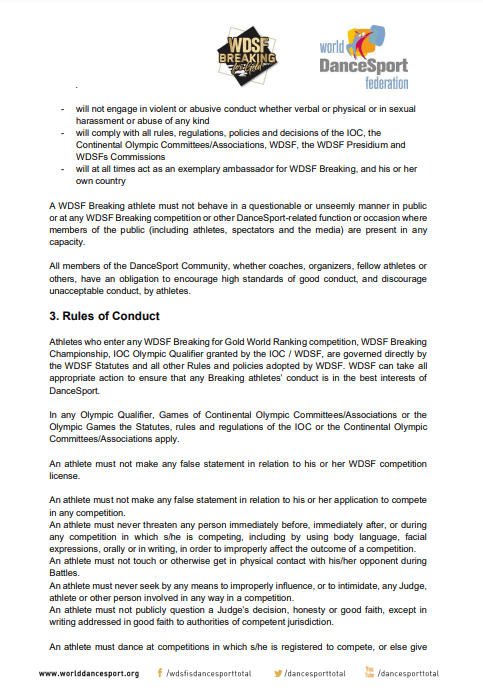 WDSF
BREAKING
for Gold
world
DanceSport
federation
.
- will not engage in violent or abusive conduct whether verbal or physical or in sexual
harassment or abuse of any kind
- will comply with all rules, regulations, policies and decisions of the IOC, the
Continental Olympic Committees/Associations, WDSF, the WDSF Presidium and
WDSFs Commissions
- will at all times act as an exemplary ambassador for WDSF Breaking, and his or her
own country
A WDSF Breaking athlete must not behave in a questionable or unseemly manner in public
or at any WDSF Breaking competition or other DanceSport-related function or occasion where
members of the public (including athletes, spectators and the media) are present in any
capacity.
All members of the DanceSport Community, whether coaches, organizers, fellow athletes or
others, have an obligation to encourage high standards of good conduct, and discourage
unacceptable conduct, by athletes.
3. Rules of Conduct
Athletes who enter any WDSF Breaking for Gold World Ranking competition, WDSF Breaking
Championship, IOC Olympic Qualifier granted by the IOC / WDSF, are governed directly by
the WDSF Statutes and all other Rules and policies adopted by WDSF. WDSF can take all
appropriate action to ensure that any Breaking athletes' conduct is in the best interests of
DanceSport.
In any Olympic Qualifier, Games of Continental Olympic Committees/Associations or the
Olympic Games the Statutes, rules and regulations of the IOC or the Continental Olympic
Committees/Associations apply.
An athlete must not make any false statement in relation to his or her WDSF competition
license.
An athlete must not make any false statement in relation to his or her application to compete
in any competition.
An athlete must never threaten any person immediately before, immediately after, or during
any competition in which s/he is competing, including by using body language, facial
expressions, orally or in writing, in order to improperly affect the outcome of a competition.
An athlete must not touch or otherwise get in physical contact with his/her opponent during
Battles.
An athlete must never seek by any means to improperly influence, or to intimidate, any Judge,
athlete or other person involved in any way in a competition.
An athlete must not publicly question a Judge's decision, honesty or good faith, except in
writing addressed in good faith to authorities of competent jurisdiction.
An athlete must dance at competitions in which s/he is registered to compete, or else give
www.worlddancesport.org f /wdsfisdancesporttotal /dancesporttotal You Tube /dancesporttotal